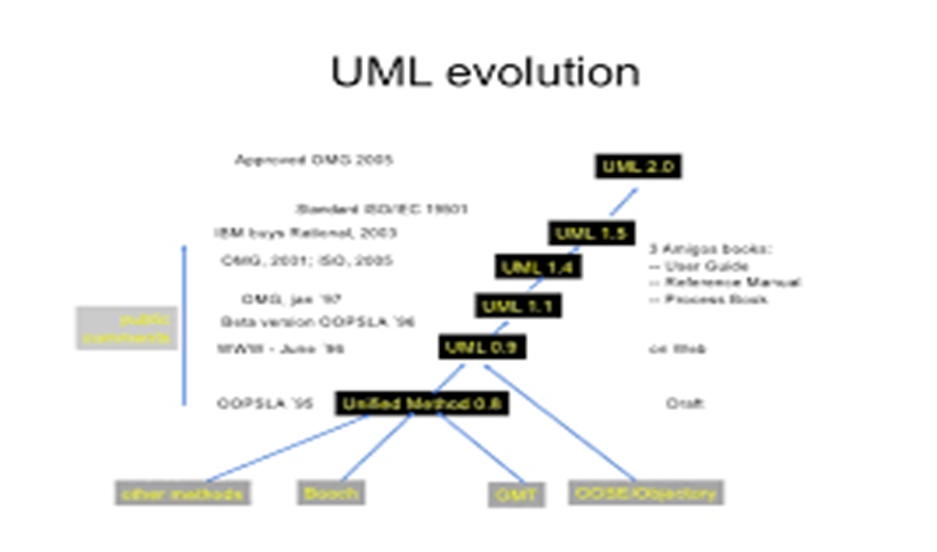 UML evolution
Approved OMG 2005
UML 2.0
Standard ISO/IEC 19501
IBM buys Rational, 2003
UML 1.5
3 Amigos books:
-- User Guide
-- Reference Manual
-- Process Book
OMG, 2001; ISO, 2005
UML 1.4
OMG, jan '97
UML 1.1
Beta version OOPSLA '96
public
comments
WWW - June '96
UML 0.9
on Web
OOPSLA '95
Unified Method 0.8
Draft
other methods
Booch
OMT
OOSE/Objectory